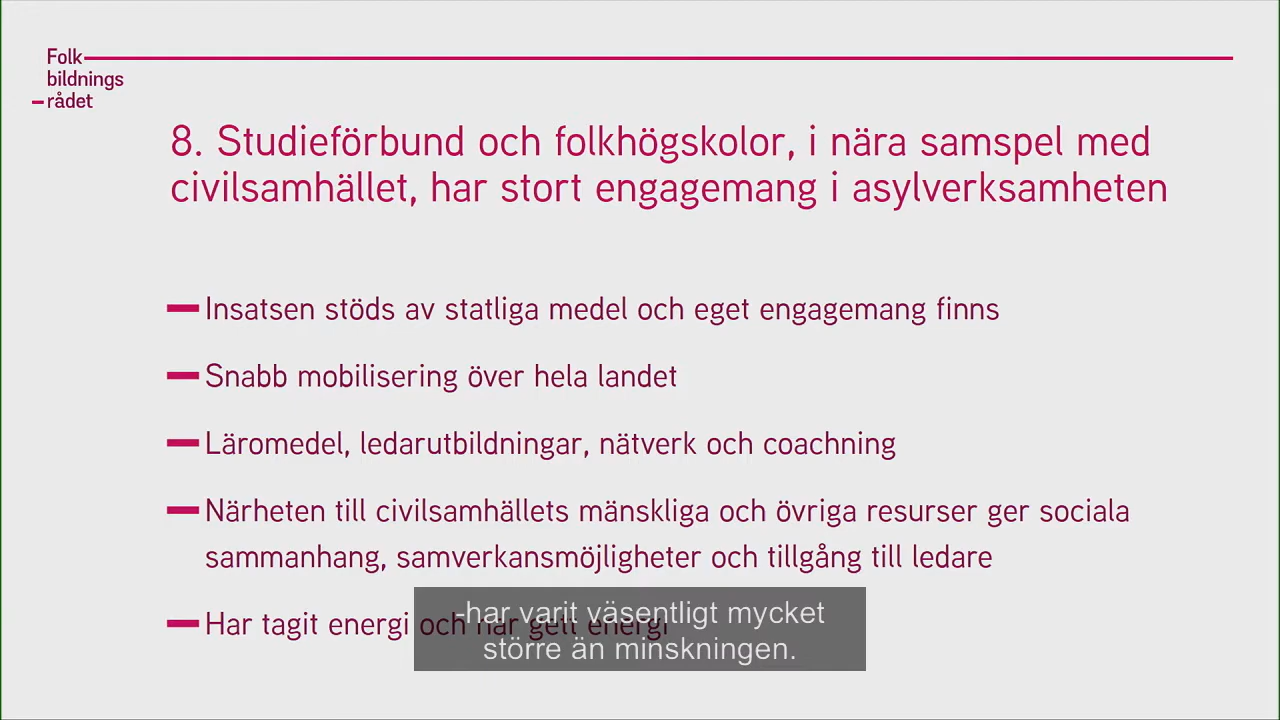 Folk
bildnings
rådet
8. Studieförbund och folkhögskolor, i nära samspel med
civilsamhället, har stort engagemang i asylverksamheten
Insatsen stöds av statliga medel och eget engagemang finns
Snabb mobilisering över hela landet
Läromedel, ledarutbildningar, nätverk och coachning
Närheten till civilsamhällets mänskliga och övriga resurser ger sociala
sammanhang, samverkansmöjligheter och tillgång till ledare
Har tagit energi och har gett energi
-har varit väsentligt mycket
större än minskningen.